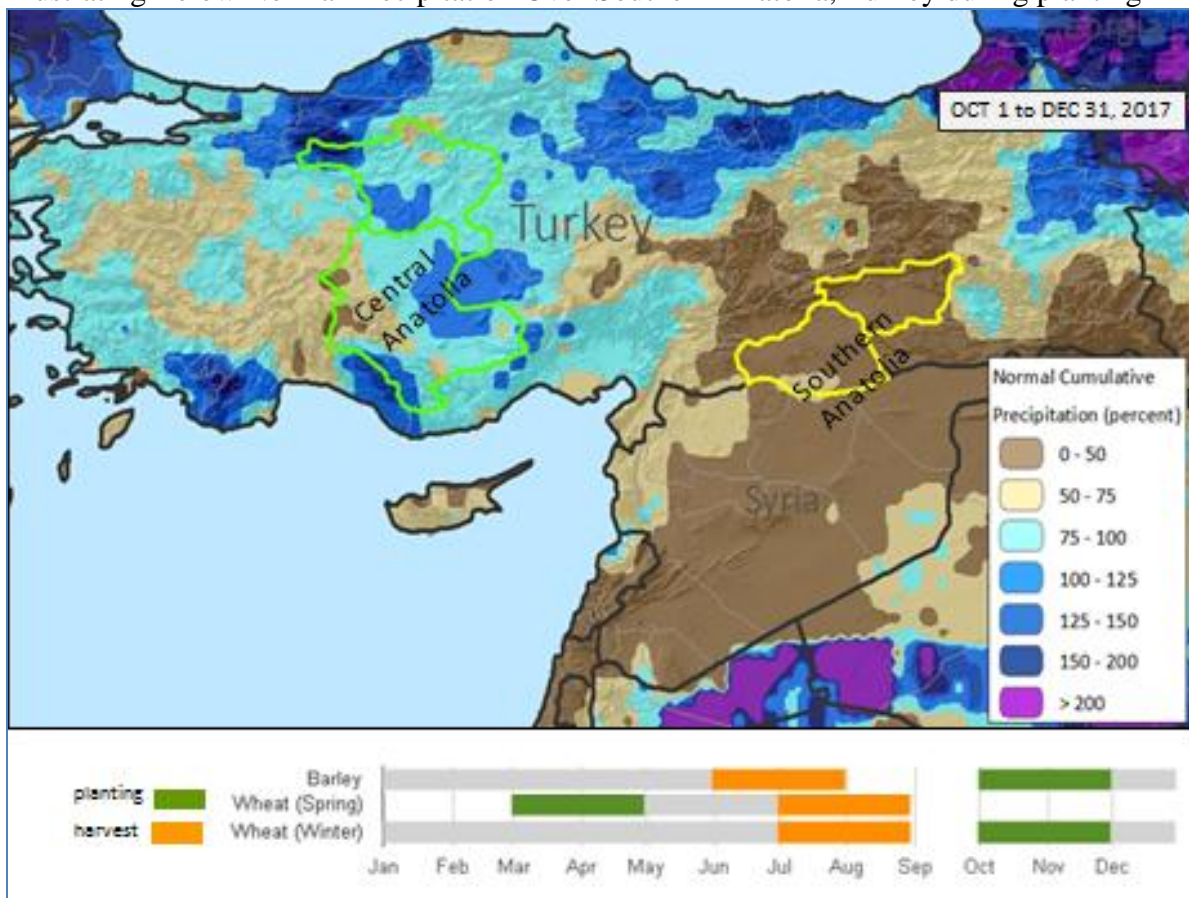 OCT 1 to DEC 31, 2017
Georgia
Turkey
Central
Anatolia
Southern
Anatolia
Syria
Normal Cumulative
Precipitation (percent)
0 - 50
50 - 75
75 - 100
100 - 125
125 - 150
150 - 200
> 200
planting
harvest
Barley
Wheat (Spring)
Wheat (Winter)
Jan Feb Mar Apr May Jun Jul Aug Sep Oct Nov Dec